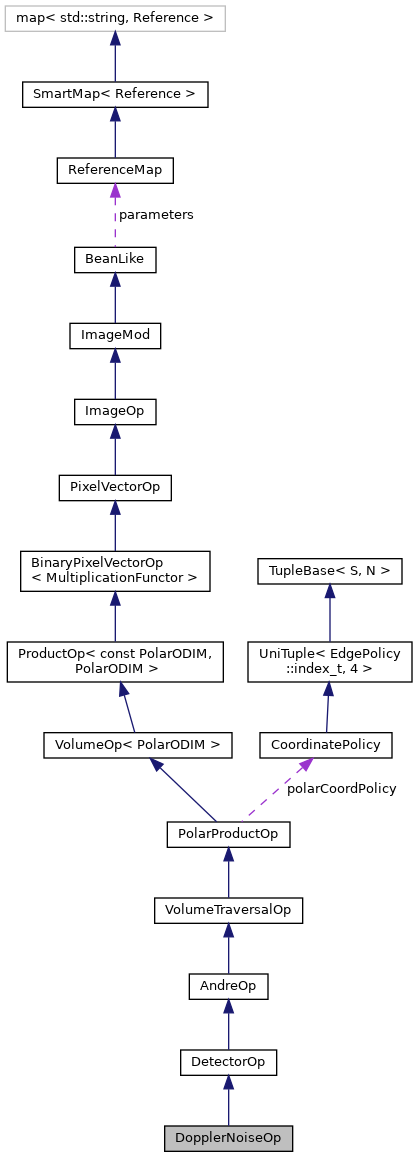 map< std::string, Reference >
SmartMap< Reference >
ReferenceMap
parameters
BeanLike
ImageMod
ImageOp
PixelVectorOp
BinaryPixelVectorOp
< MultiplicationFunctor >
TupleBase< S, N >
ProductOp< const PolarODIM,
PolarODIM >
UniTuple< EdgePolicy
::index_t, 4 >
VolumeOp< PolarODIM >
CoordinatePolicy
polarCoordPolicy
PolarProductOp
VolumeTraversalOp
AndreOp
DetectorOp
DopplerNoiseOp